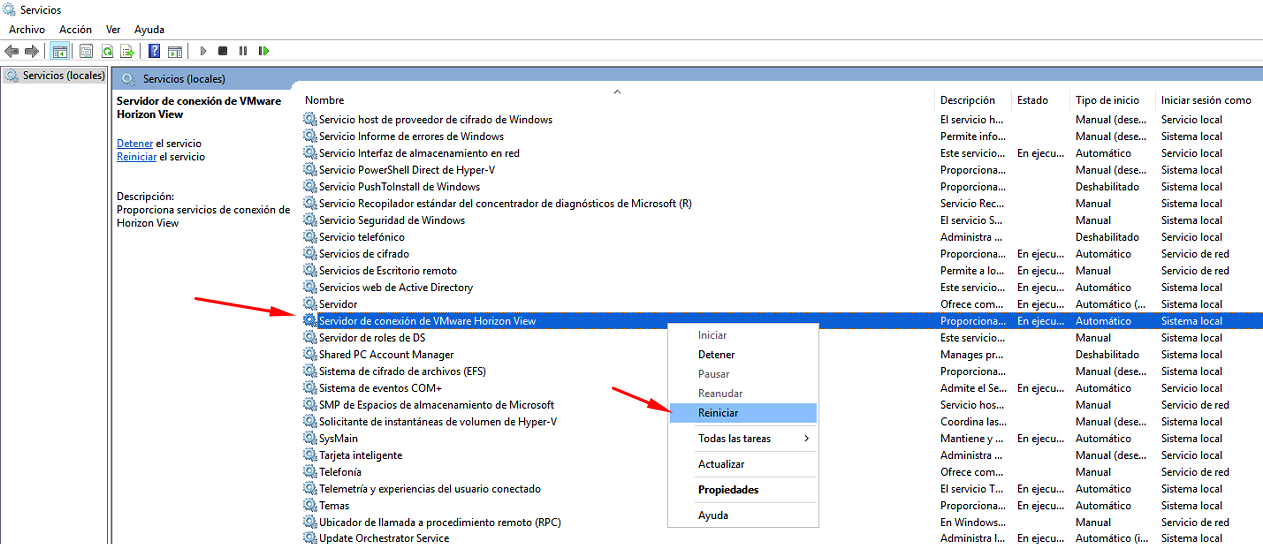 Servicios
Archivo Acción Ver Ayuda
Servicios (locales)
Servicios (locales)
Servidor de conexión de VMware
Horizon View
Detener el servicio
Reiniciar el servicio
Descripción:
Proporciona servicios de conexión de
Horizon View
Nombre Descripción Estado Tipo de inicio Iniciar sesión como
Servicio host de proveedor de cifrado de Windows El servicio h... Manual (dese... Servicio local
Servicio Informe de errores de Windows Permite info... Manual (dese... Sistema local
Servicio Interfaz de almacenamiento en red Este servicio... En ejecu... Automático Servicio local
Servicio PowerShell Direct de Hyper-V Proporciona... Manual (dese... Sistema local
Servicio PushToInstall de Windows Proporciona... Deshabilitado Sistema local
Servicio Recopilador estándar del concentrador de diagnósticos de Microsoft (R) Servicio Rec... Manual Sistema local
Servicio Seguridad de Windows El servicio S... Manual Sistema local
Servicio telefónico Administra ... Deshabilitado Servicio local
Servicios de cifrado Proporciona... En ejecu... Automático Servicio de red
Servicios de Escritorio remoto Permite a lo... En ejecu... Manual Servicio de red
Servicios web de Active Directory Este servicio... En ejecu... Automático Sistema local
Servidor Ofrece com... En ejecu... Automático (... Sistema local
Servidor de conexión de VMware Horizon View Proporciona... En ejecu... Automático Sistema local
Servidor de roles de DS Este servicio... Manual Sistema local
Shared PC Account Manager Manages pr... Deshabilitado Sistema local
Sistema de cifrado de archivos (EFS) Proporciona... Manual (dese... Sistema local
Sistema de eventos COM+ Admite el Se... En ejecu... Automático Servicio local
SMP de Espacios de almacenamiento de Microsoft Servicio hos... Manual Servicio de red
Solicitante de instantáneas de volumen de Hyper-V Coordina las... Manual (dese... Sistema local
SysMain Mantiene y ... En ejecu... Automático Sistema local
Tarjeta inteligente Administra ... Manual (dese... Servicio local
Telefonía Ofrece com... Manual Servicio de red
Telemetría y experiencias del usuario conectado El servicio T... En ejecu... Automático Sistema local
Temas Proporciona... En ejecu... Automático Sistema local
Ubicador de llamada a procedimiento remoto (RPC) En Windows... Manual Servicio de red
Update Orchestrator Service Administra l... En ejecu... Automático (i... Sistema local
Iniciar
Detener
Pausar
Reanudar
Reiniciar
Todas las tareas
Actualizar
Propiedades
Ayuda